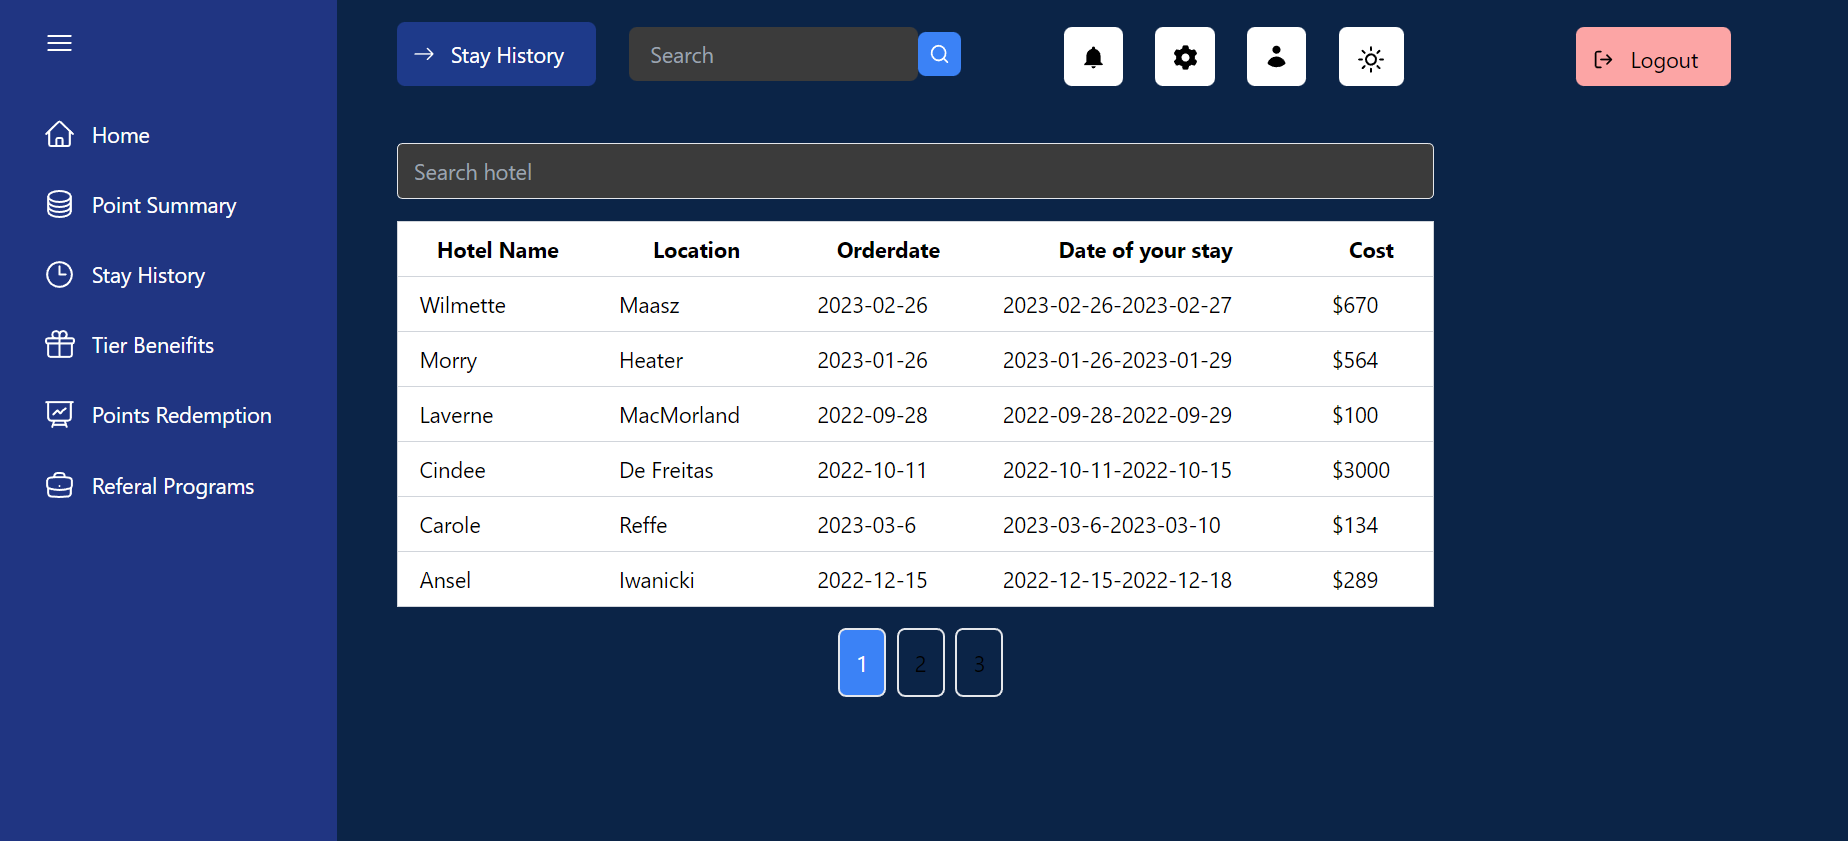 Stay History
Search
Logout
Home
Point Summary
Stay History
Tier Beneifits
Points Redemption
Referal Programs
Search hotel
Hotel Name Location Orderdate Date of your stay Cost
Wilmette Maasz 2023-02-26 2023-02-26-2023-02-27 $670
Morry Heater 2023-01-26 2023-01-26-2023-01-29 $564
Laverne MacMorland 2022-09-28 2022-09-28-2022-09-29 $100
Cindee De Freitas 2022-10-11 2022-10-11-2022-10-15 $3000
Carole Reffe 2023-03-6 2023-03-6-2023-03-10 $134
Ansel Iwanicki 2022-12-15 2022-12-15-2022-12-18 $289
1 2 3